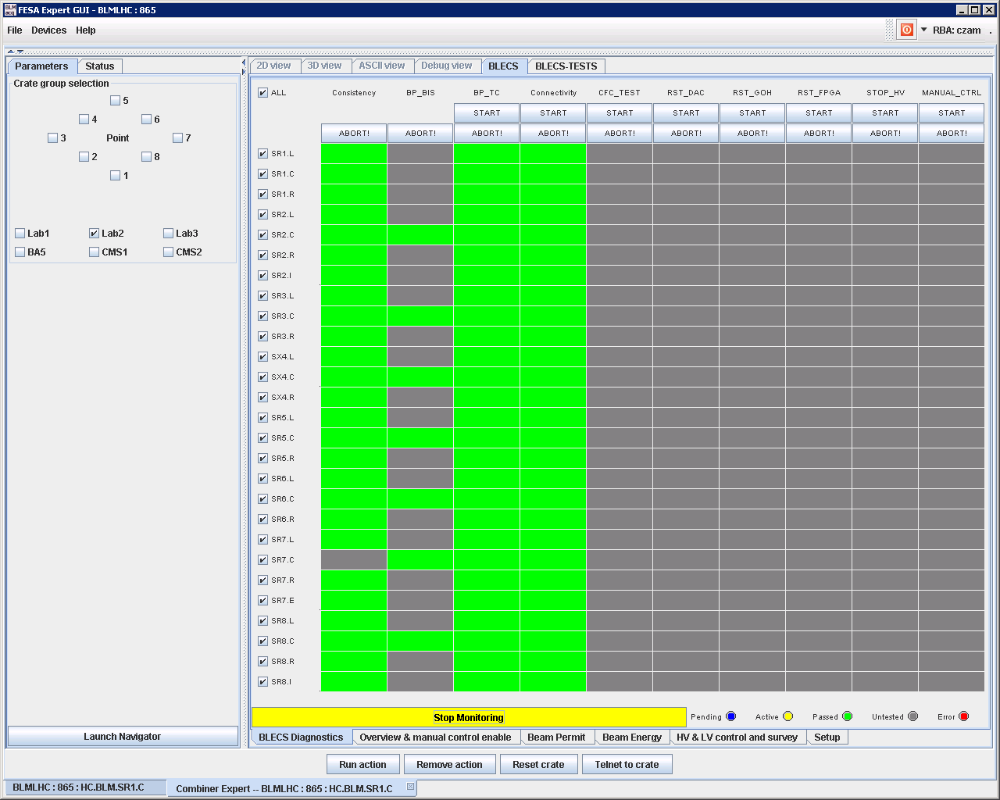 BLM acq FESA Expert GUI - BLMLHC : 865
File Devices Help
RBA: czam .
Parameters Status
2D view 3D view ASCII view Debug view BLECS BLECS-TESTS
Crate group selection
5
4 6
3 Point 7
2 8
1
Lab1 Lab2 Lab3
BA5 CMS1 CMS2
Launch Navigator
ALL Consistency BP_BIS BP_TC Connectivity CFC_TEST RST_DAC RST_GOH RST_FPGA STOP_HV MANUAL_CTRL
START START START START START START START START
ABORT! ABORT! ABORT! ABORT! ABORT! ABORT! ABORT! ABORT! ABORT! ABORT!
SR1.L
SR1.C
SR1.R
SR2.L
SR2.C
SR2.R
SR2.I
SR3.L
SR3.C
SR3.R
SX4.L
SX4.C
SX4.R
SR5.L
SR5.C
SR5.R
SR6.L
SR6.C
SR6.R
SR7.L
SR7.C
SR7.R
SR7.E
SR8.L
SR8.C
SR8.R
SR8.I
Stop Monitoring Pending Active Passed Untested Error
BLECS Diagnostics Overview & manual control enable Beam Permit Beam Energy HV & LV control and survey Setup
Run action Remove action Reset crate Telnet to crate
BLMLHC : 865 : HC.BLM.SR1.C Combiner Expert -- BLMLHC : 865 : HC.BLM.SR1.C